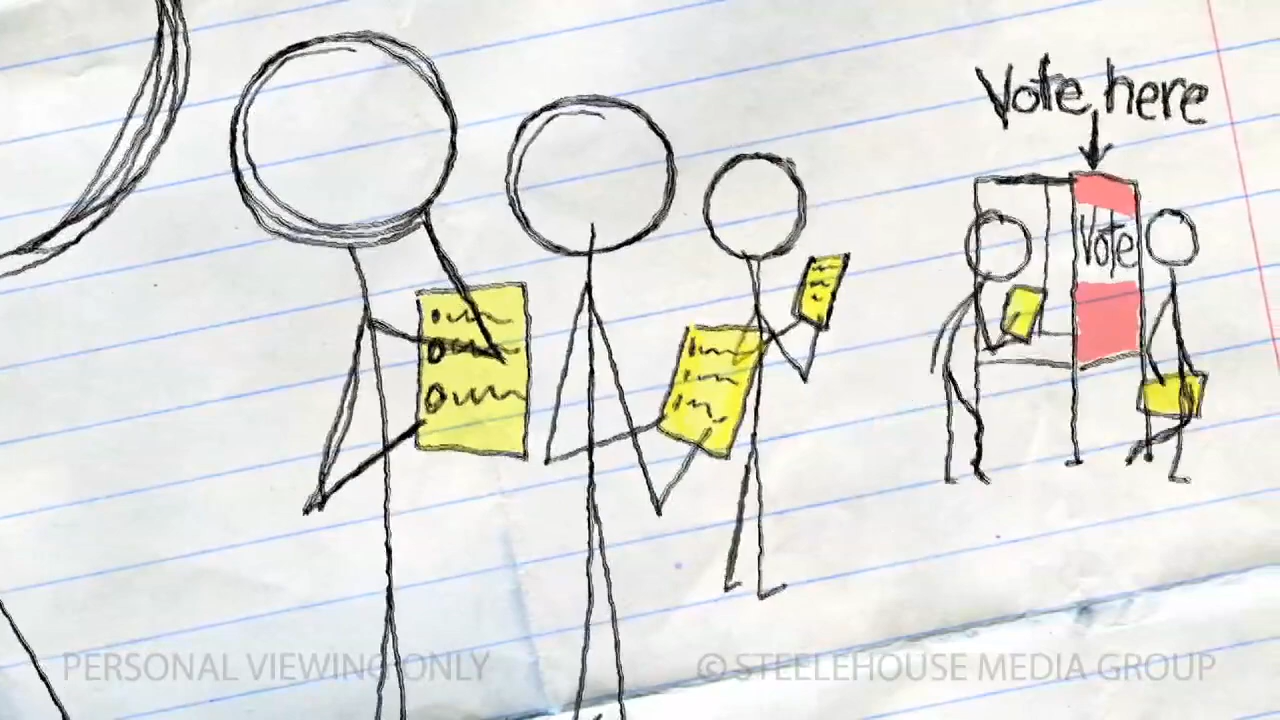 Vote here
Vote
PERSONAL VIEWING ONLY
© STEELEHOUSE MEDIA GROUP